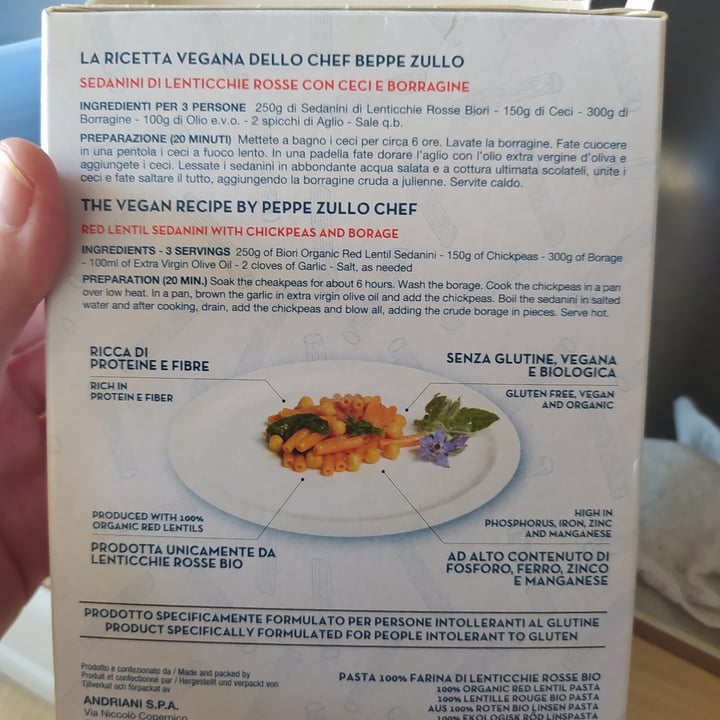 LA RICETTA VEGANA DELLO CHEF BEPPE ZULLO
SEDANINI DI LENTICCHIE ROSSE CON CECI E BORRAGINE
INGREDIENTI PER 3 PERSONE 250g di Sedanini di Lenticchie Rosse Biori - 150g di Ceci - 300g di
Borragine - 100g di Olio e.v.o. - 2 spicchi di Aglio - Sale q.b.
PREPARAZIONE (20 MINUTI) Mettete a bagno i ceci per circa 6 ore. Lavate la borragine. Fate cuocere
in una pentola i ceci a fuoco lento. In una padella fate dorare l'aglio con l'olio extra vergine d'oliva e
aggiungete i ceci. Lessate i sedanini in abbondante acqua salata e a cottura ultimata scolateli, unite i
ceci e fate saltare il tutto, aggiungendo la borragine cruda a julienne. Servite caldo.
THE VEGAN RECIPE BY PEPPE ZULLO CHEF
RED LENTIL SEDANINI WITH CHICKPEAS AND BORAGE
INGREDIENTS - 3 SERVINGS 250g of Biori Organic Red Lentil Sedanini - 150g of Chickpeas - 300g of Borage
- 100ml of Extra Virgin Olive Oil - 2 cloves of Garlic - Salt, as needed
PREPARATION (20 MIN.) Soak the cheakpeas for about 6 hours. Wash the borage. Cook the chickpeas in a pan
over low heat. In a pan, brown the garlic in extra virgin olive oil and add the chickpeas. Boil the sedanini in salted
water and after cooking, drain, add the chickpeas and blow all, adding the crude borage in pieces. Serve hot.
RICCA DI
PROTEINE E FIBRE
RICH IN
PROTEIN E FIBER
SENZA GLUTINE, VEGANA
E BIOLOGICA
GLUTEN FREE, VEGAN
AND ORGANIC
PRODUCED WITH 100%
ORGANIC RED LENTILS
PRODOTTA UNICAMENTE DA
LENTICCHIE ROSSE BIO
HIGH IN
PHOSPHORUS, IRON, ZINC
AND MANGANESE
AD ALTO CONTENUTO DI
FOSFORO, FERRO, ZINCO
E MANGANESE
PRODOTTO SPECIFICAMENTE FORMULATO PER PERSONE INTOLLERANTI AL GLUTINE
PRODUCT SPECIFICALLY FORMULATED FOR PEOPLE INTOLERANT TO GLUTEN
Prodotto e confezionato da / Made and packed by
Produit et confectionné par / Hergestellt und verpackt von
Tillverkat och förpackat av
ANDRIANI S.P.A.
Via Niccolò Copernico
PASTA 100% FARINA DI LENTICCHIE ROSSE BIO
100% ORGANIC RED LENTIL PASTA
100% LENTILLE ROUGE BIO PASTA
AUS 100% ROTEN BIO LINSEN PASTA
100% EKOLOGISK RÖD LINSPASTA